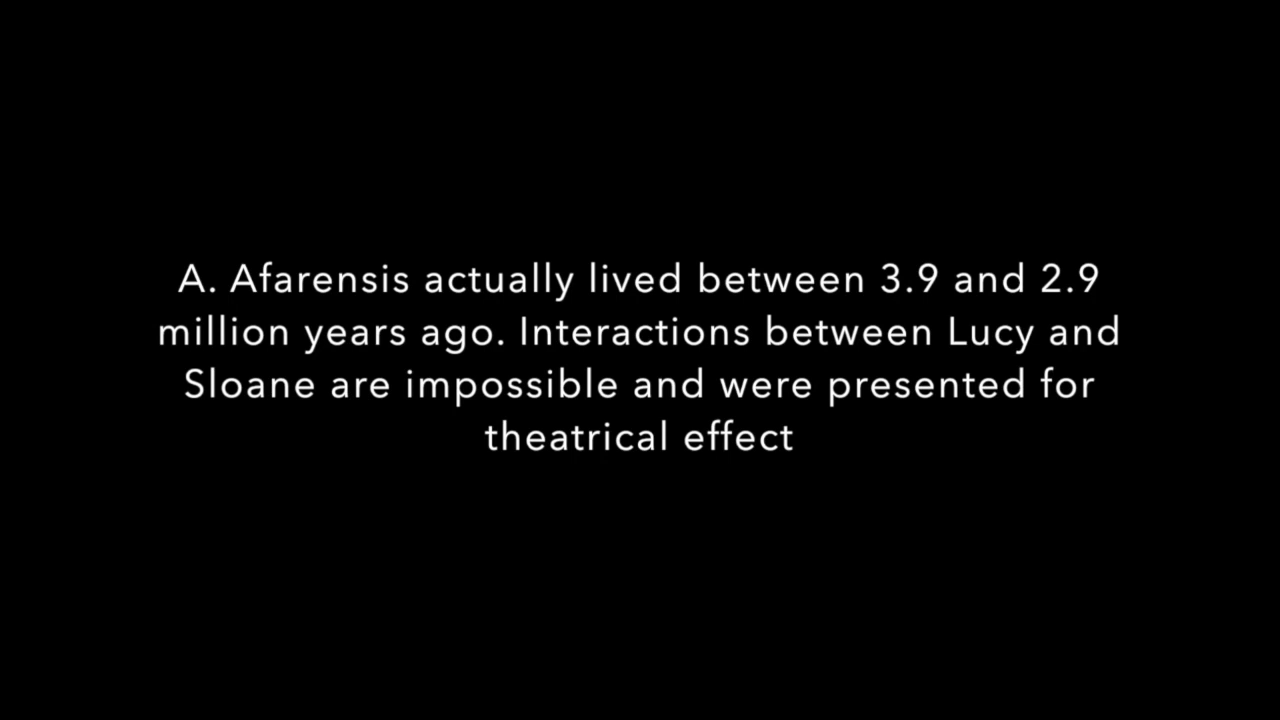 A. Afarensis actually lived between 3.9 and 2.9
million years ago. Interactions between Lucy and
Sloane are impossible and were presented for
theatrical effect